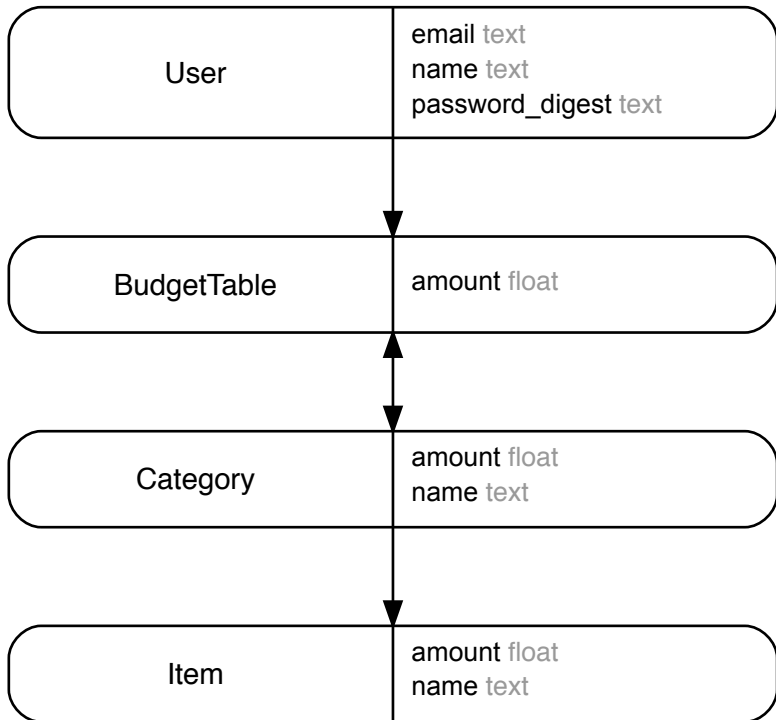 User
email text
name text
password_digest text
BudgetTable
amount float
Category
amount float
name text
Item
amount float
name text